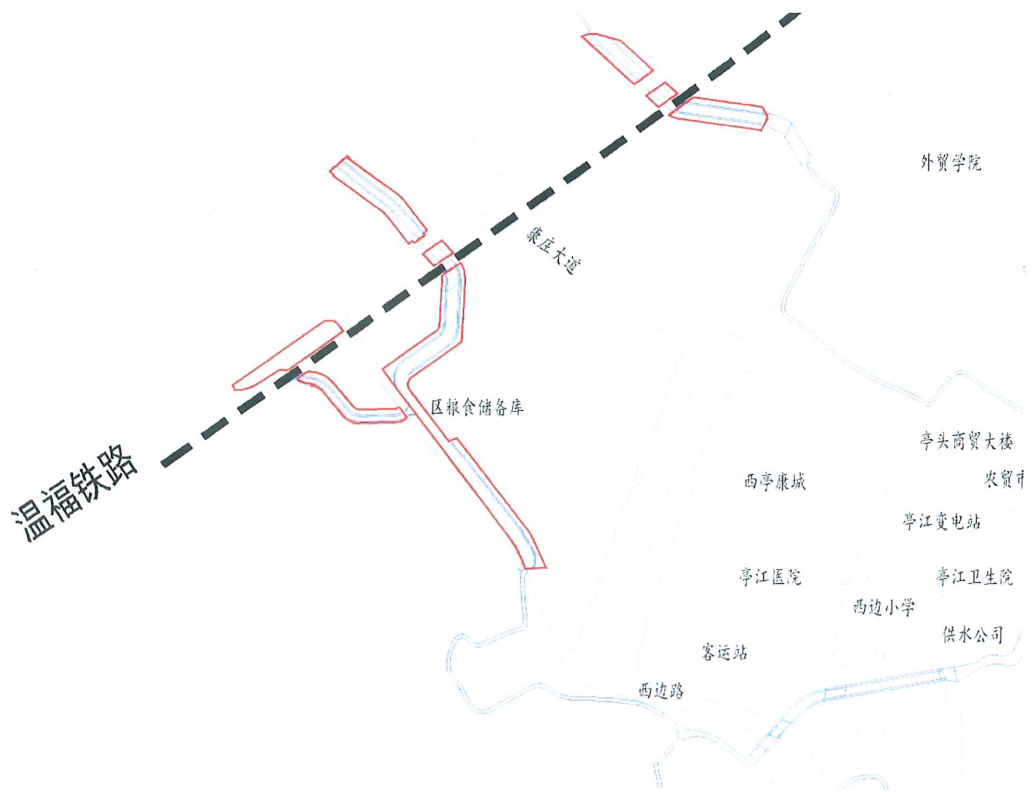 外贸学院
康庄大道
区粮食储备库
亭头商贸大楼
温福铁路
西亭康城
农贸市
亭江变电站
亭江医院
亭江卫生院
西边小学
供水公司
客运站
西边路